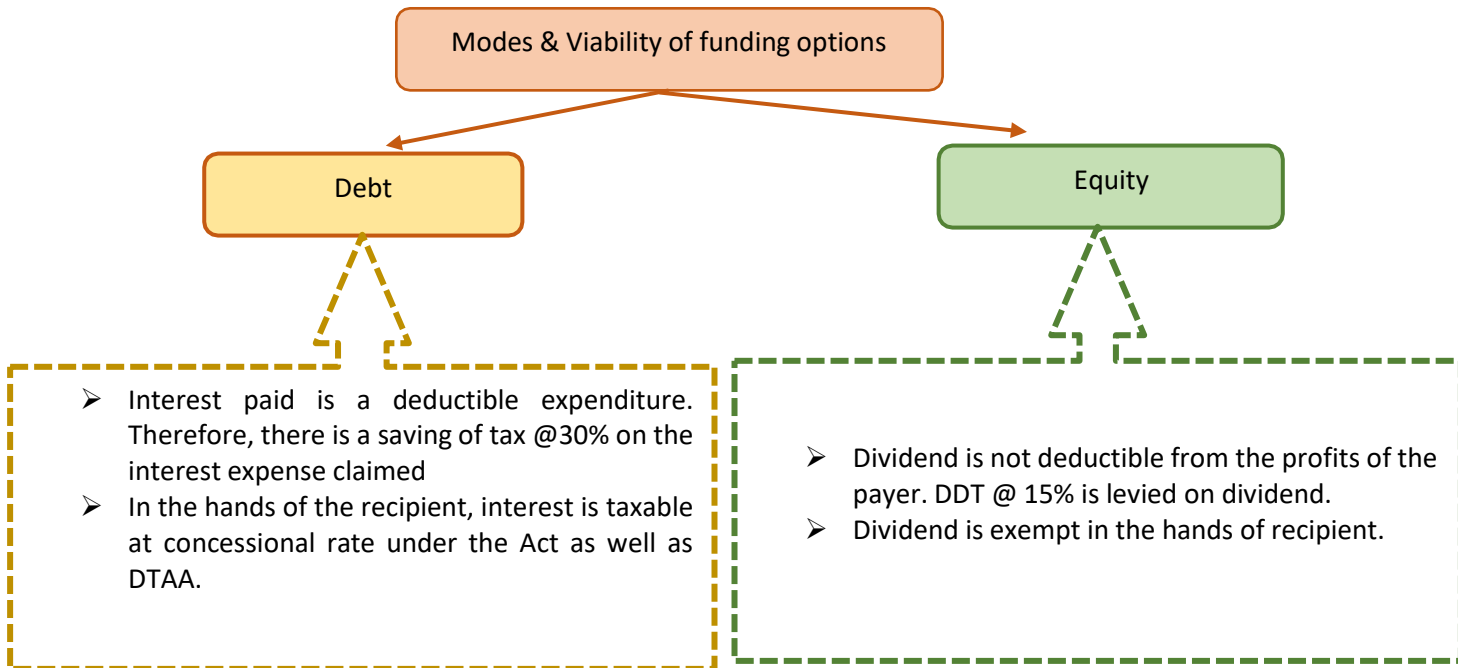 Modes & Viability of funding options
Debt
Equity
➢ Interest paid is a deductible expenditure.
Therefore, there is a saving of tax @30% on the
interest expense claimed
➢ In the hands of the recipient, interest is taxable
at concessional rate under the Act as well as
DTAA.
➢ Dividend is not deductible from the profits of the
payer. DDT @ 15% is levied on dividend.
➢ Dividend is exempt in the hands of recipient.